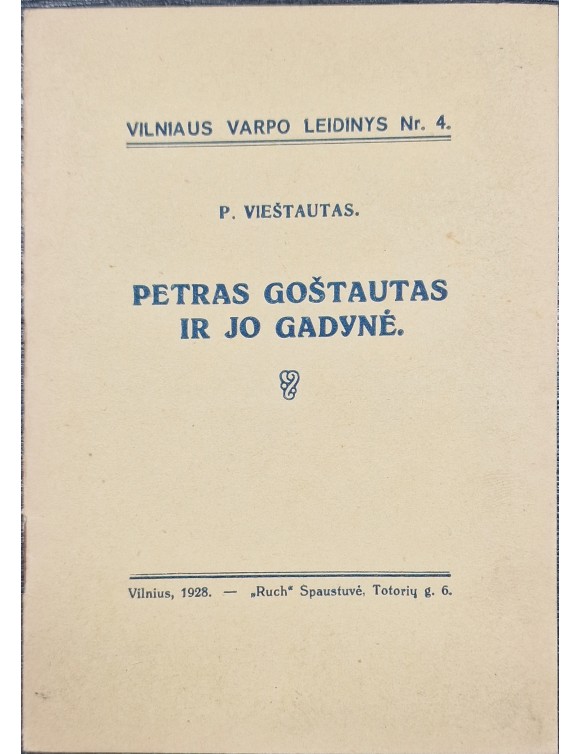 VILNIAUS VARPO LEIDINYS Nr. 4.
P. VIEŠTAUTAS.
PETRAS GOŠTAUTAS
IR JO GADYNĖ.
Vilnius, 1928. — „Ruch“ Spaustuvė, Totorių g. 6.